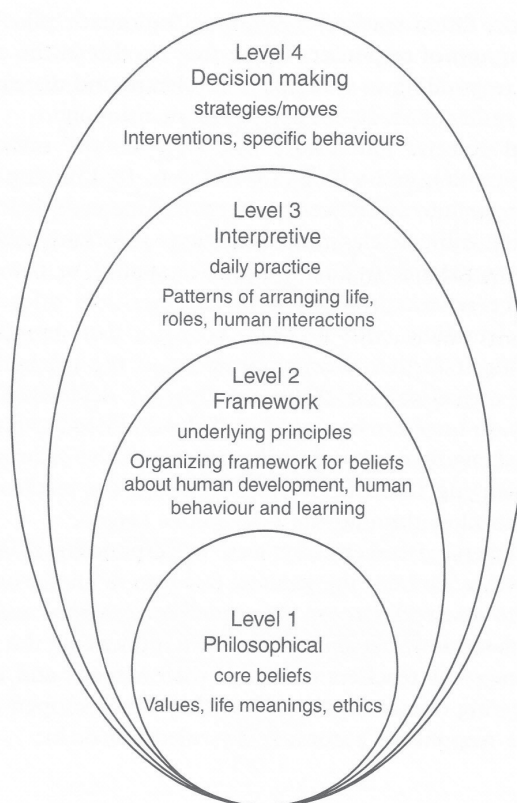 Level 4
Decision making
strategies/moves
Interventions, specific behaviours
Level 3
Interpretive
daily practice
Patterns of arranging life,
roles, human interactions
Level 2
Framework
underlying principles
Organizing framework for beliefs
about human development, human
behaviour and learning
Level 1
Philosophical
core beliefs
Values, life meanings, ethics